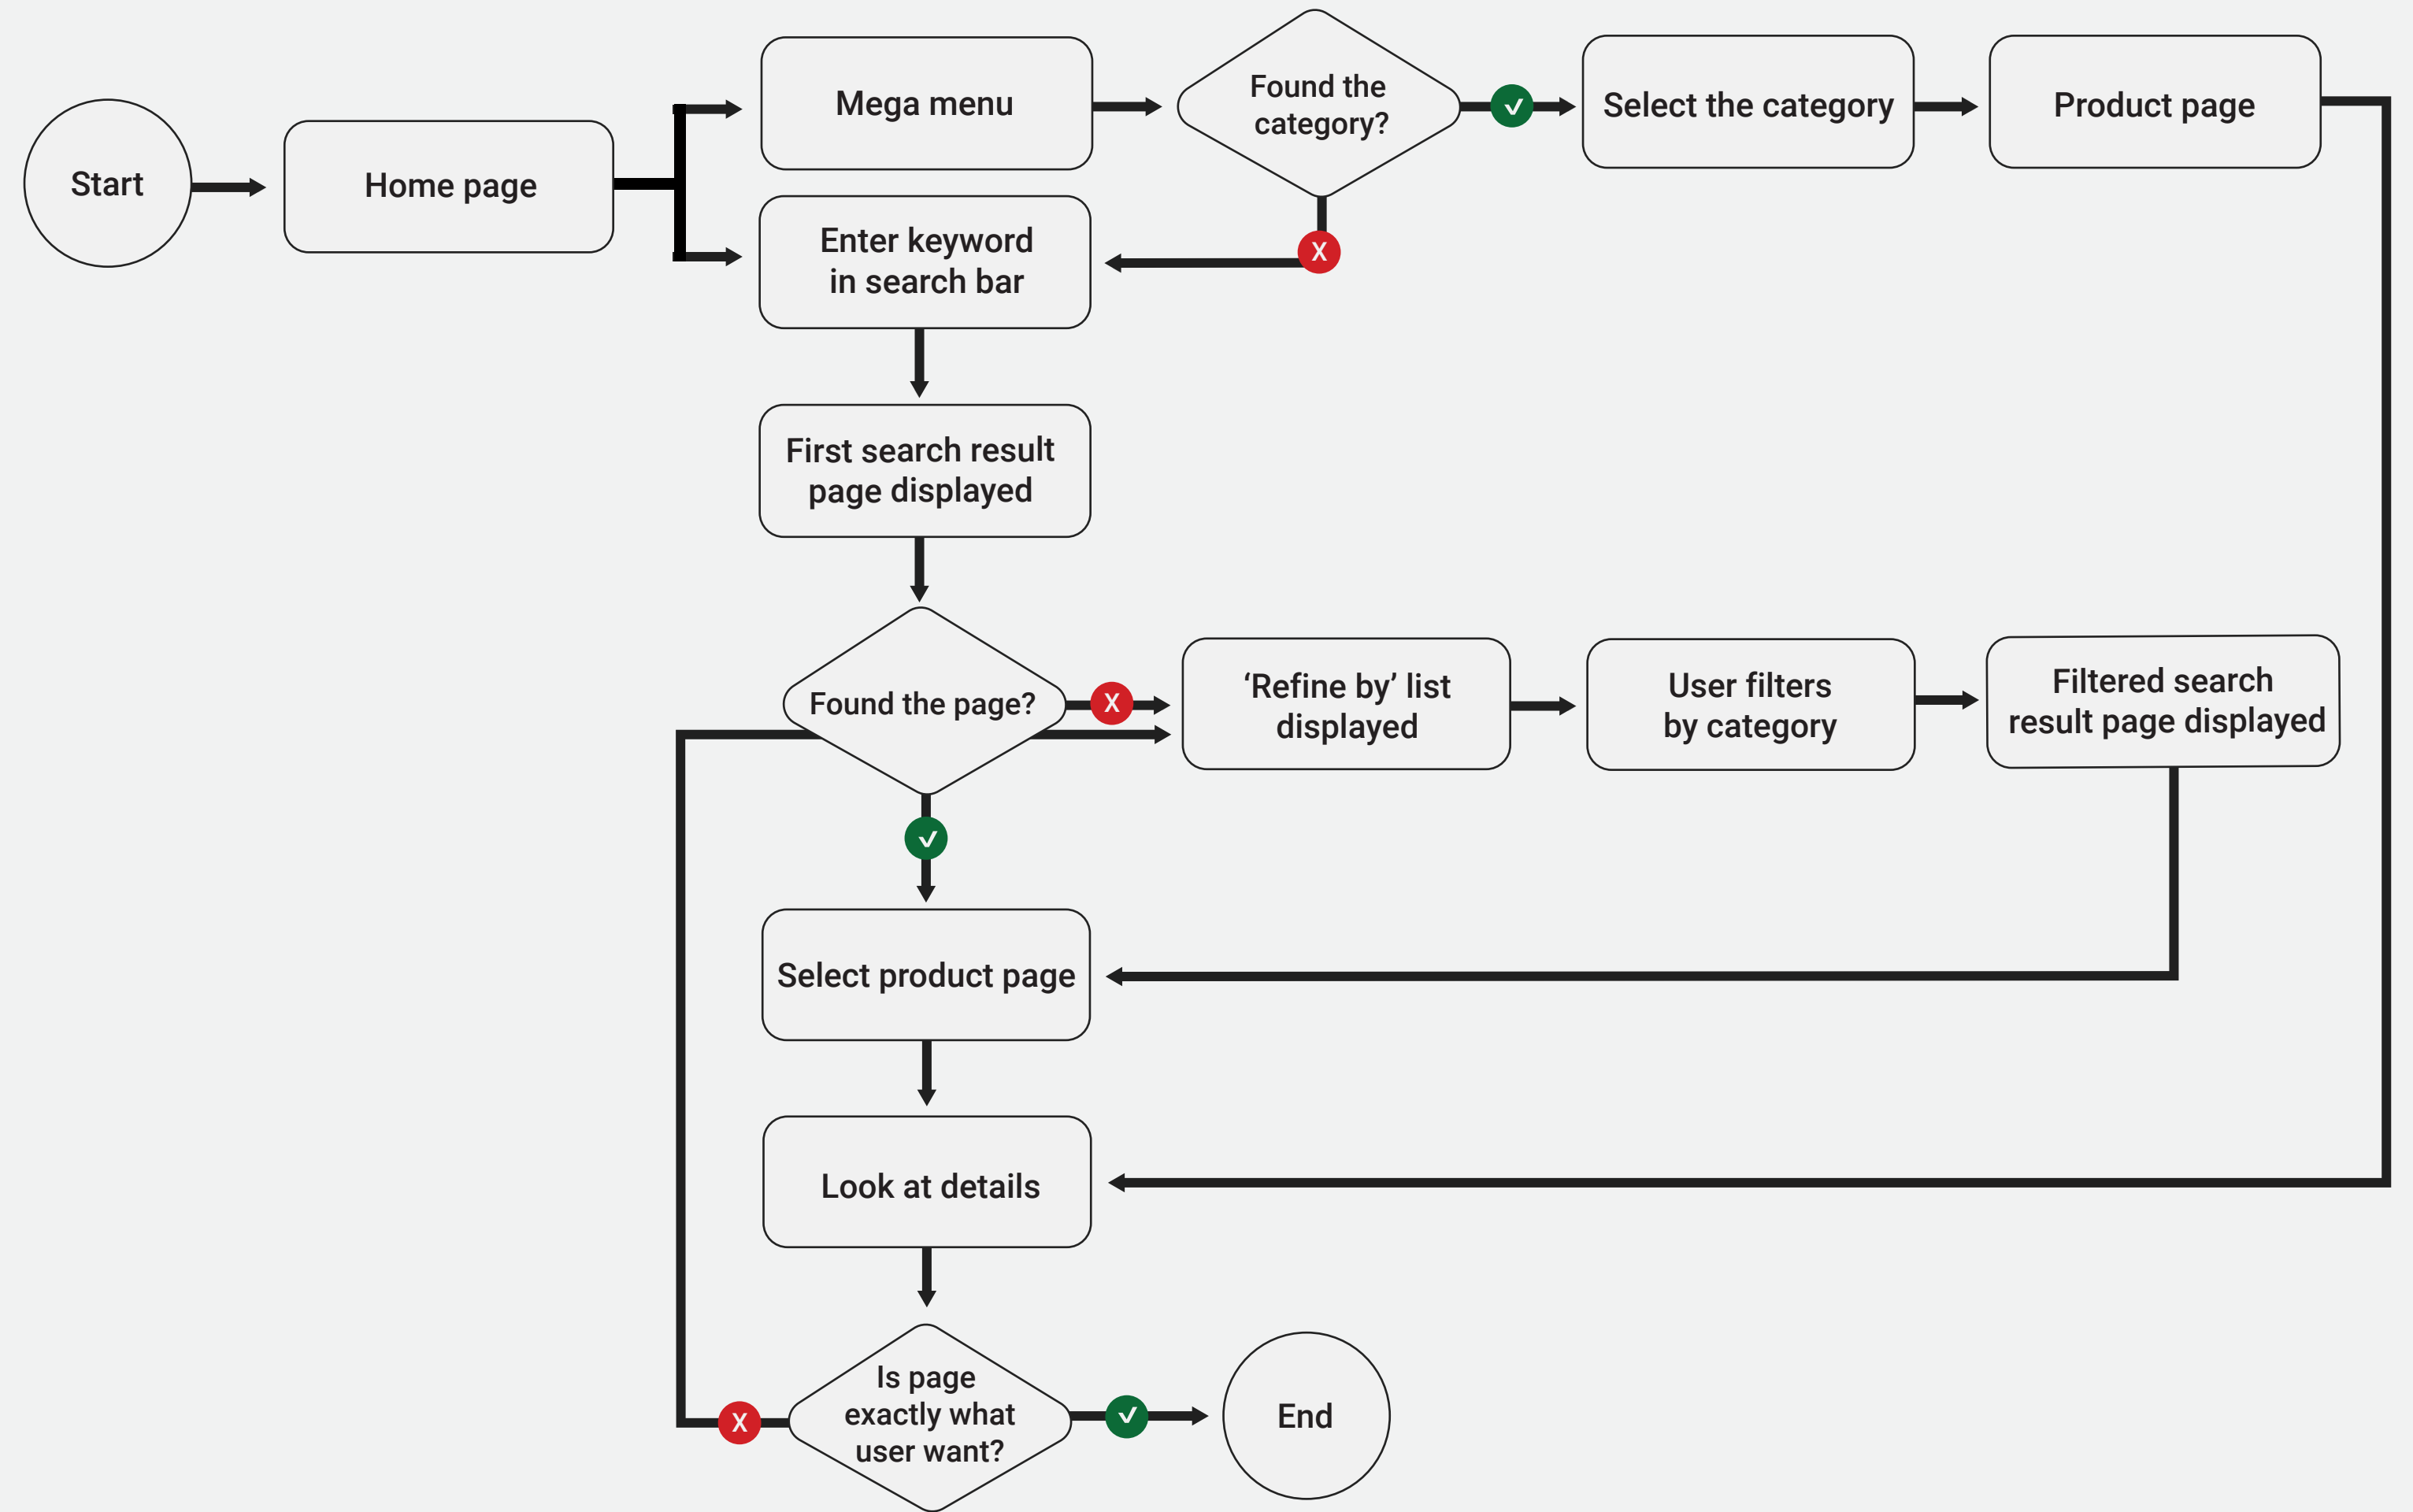 Start
Home page
Mega menu
Found the
category?
Select the category
Product page
Enter keyword
in search bar
X
First search result
page displayed
Found the page?
X
‘Refine by’ list
displayed
User filters
by category
Filtered search
result page displayed
Select product page
Look at details
Is page
exactly what
user want?
X
End